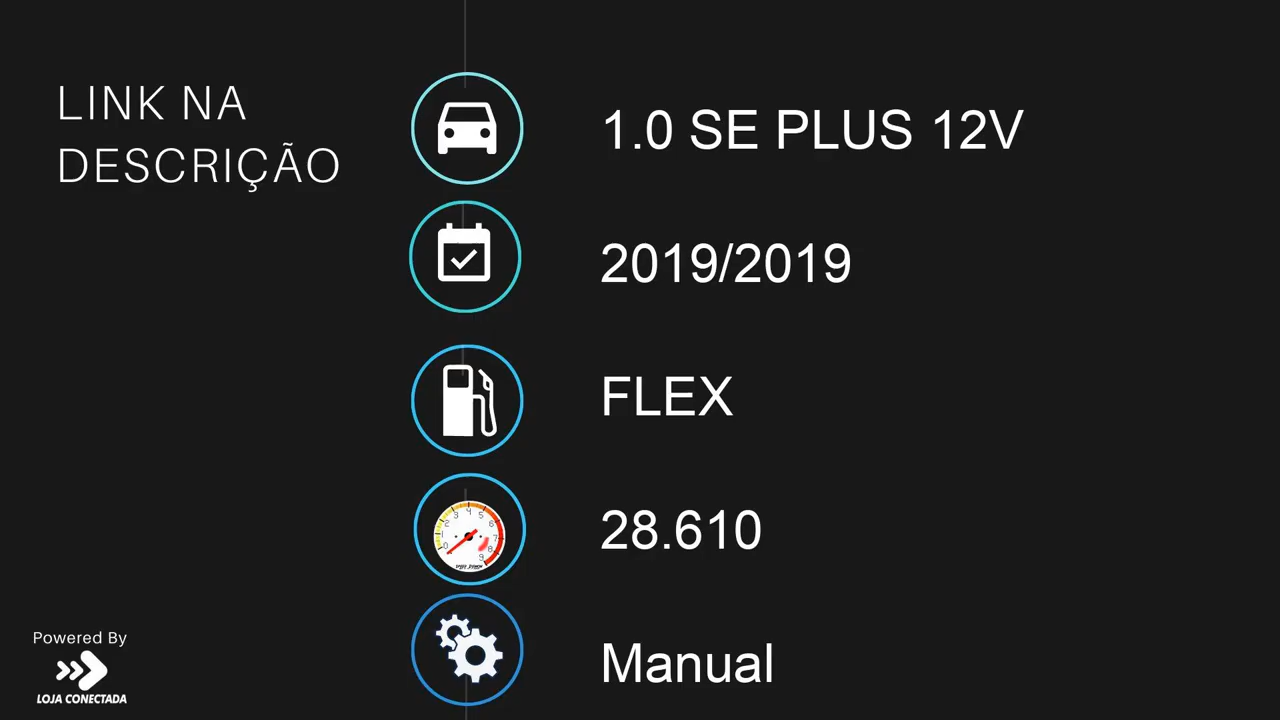 LINK NA
DESCRIÇÃO
1.0 SE PLUS 12V
2019/2019
FLEX
28.610
Manual
Powered By
LOJA CONECTADA